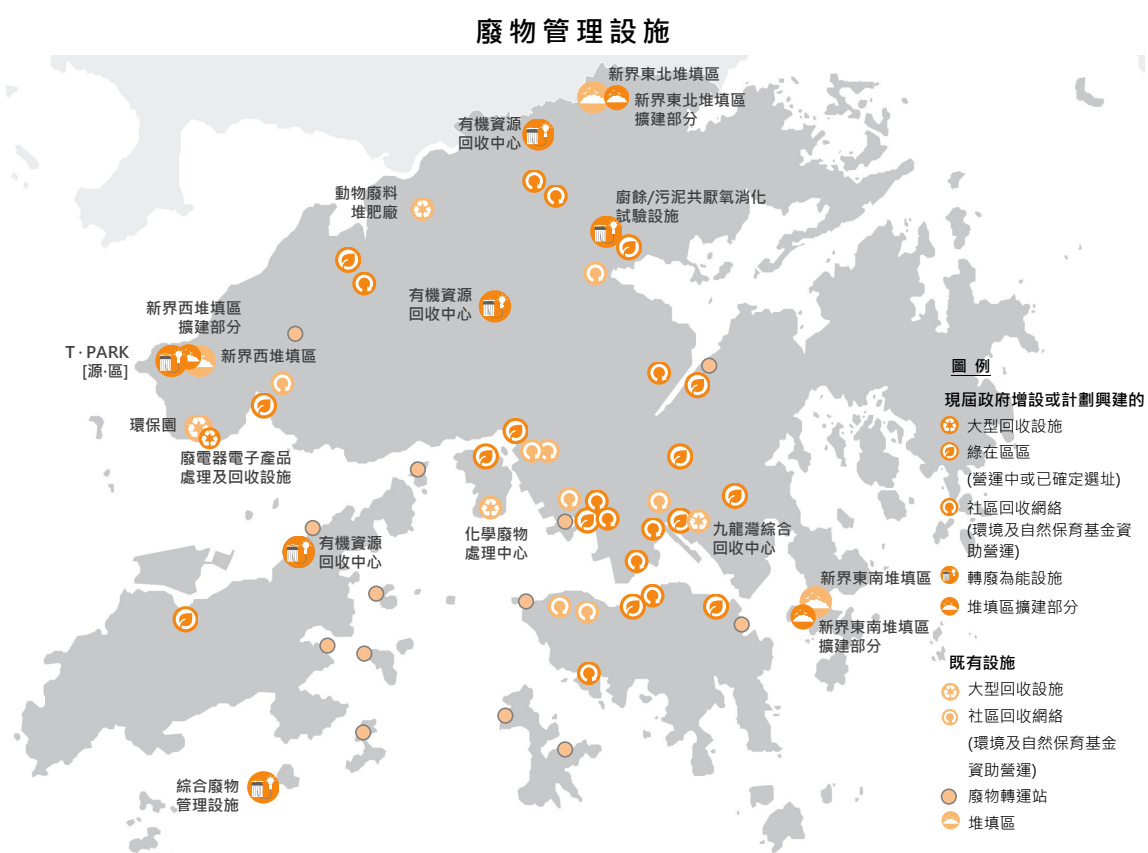 廢物管理設施
新界東北堆填區
新界東北堆填區
擴建部分
有機資源
回收中心
動物廢料
堆肥廠
廚餘/污泥共厭氧消化
試驗設施
有機資源
回收中心
新界西堆填區
擴建部分
T · PARK
[源·區]
新界西堆填區
環保園
廢電器電子產品
處理及回收設施
化學廢物
處理中心
九龍灣綜合
回收中心
有機資源
回收中心
新界東南堆填區
新界東南堆填區
擴建部分
綜合廢物
管理設施
圖 例
現屆政府增設或計劃興建的
大型回收設施
綠在區區
(營運中或已確定選址)
社區回收網絡
(環境及自然保育基金資
助營運)
轉廢為能設施
堆填區擴建部分
既有設施
大型回收設施
社區回收網絡
(環境及自然保育基金
資助營運)
廢物轉運站
堆填區